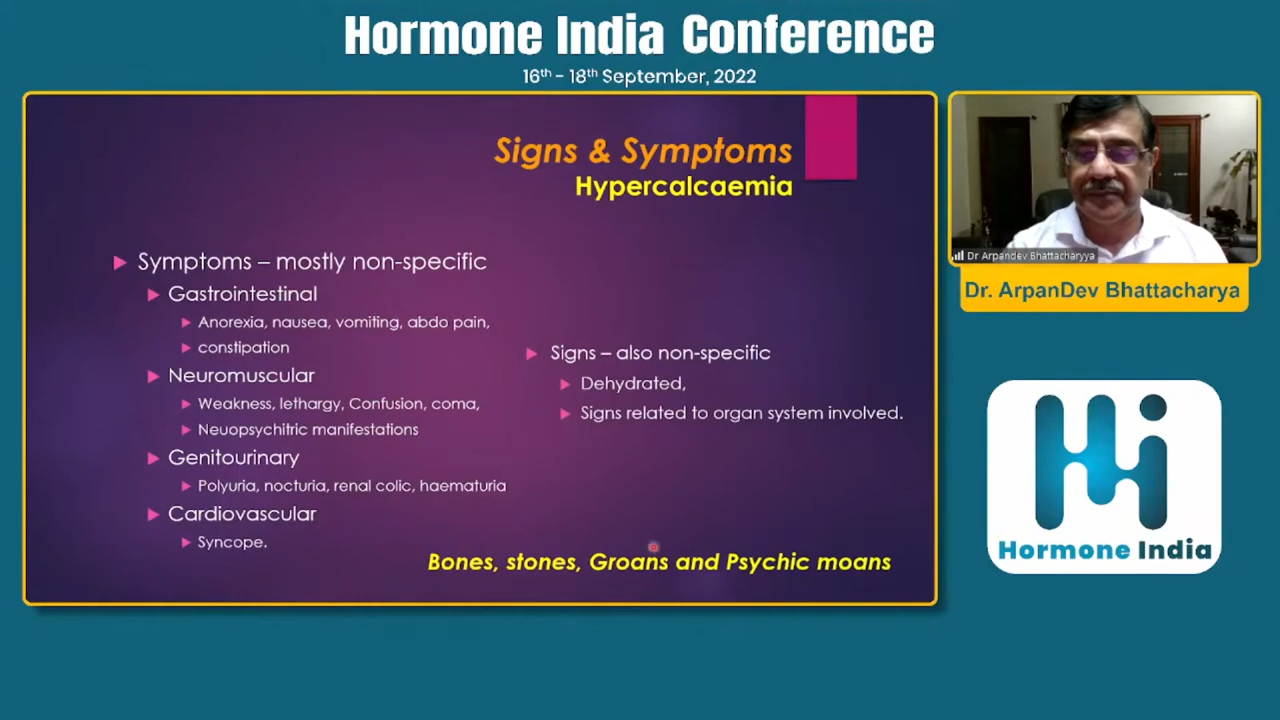 Hormone India Conference
16th - 18th September, 2022
Signs & Symptoms
Hypercalcaemia
Symptoms – mostly non-specific
Gastrointestinal
Anorexia, nausea, vomiting, abdo pain,
constipation
Neuromuscular
Weakness, lethargy, Confusion, coma,
Neuopsychitric manifestations
Genitourinary
Polyuria, nocturia, renal colic, haematuria
Cardiovascular
Syncope.
Signs – also non-specific
Dehydrated,
Signs related to organ system involved.
Bones, stones, Groans and Psychic moans
Dr Arpandev Bhattacharyya
Dr. ArpanDev Bhattacharya
Hormone India